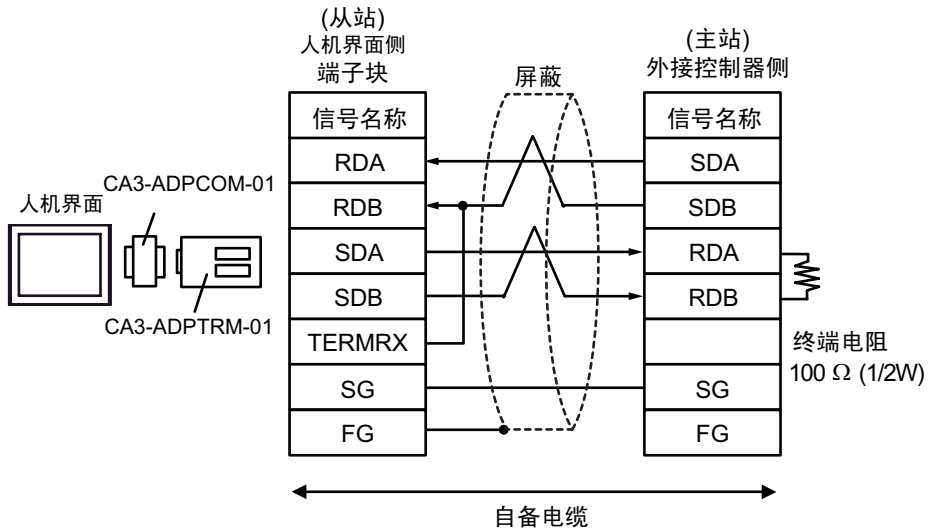 (从站)
人机界面侧
端子块
(主站)
外接控制器侧
屏蔽
信号名称
信号名称
RDA
SDA
RDB
SDB
SDA
RDA
SDB
RDB
TERMRX
SG
SG
FG
FG
人机界面
CA3-ADPCOM-01
CA3-ADPTRM-01
终端电阻
100 Ω (1/2W)
自备电缆